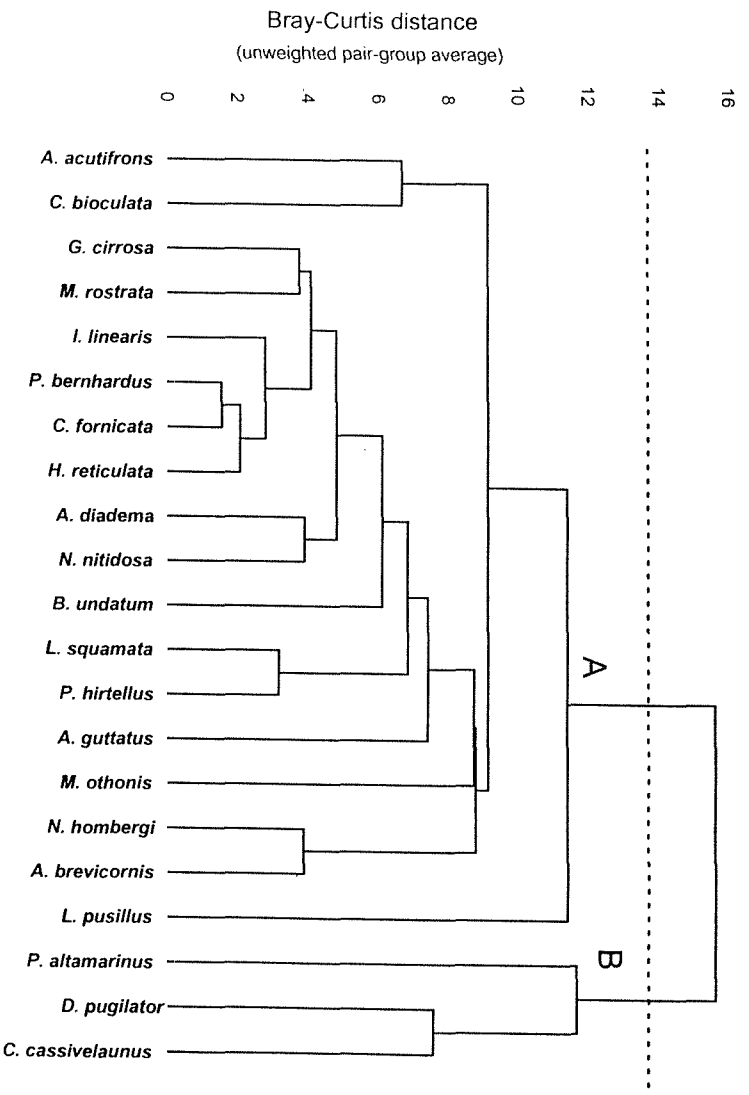 Bray-Curtis distance
(unweighted pair-group average)
0 2 4 6 8 10 12 14 16
A. acutifrons
C. bioculata
G. cirrosa
M. rostrata
I. linearis
P. bernhardus
C. fornicata
H. reticulata
A. diadema
N. nitidosa
B. undatum
L. squamata
A
P. hirtellus
A. guttatus
M. othonis
N. hombergi
A. brevicornis
L. pusillus
B
P. altamarinus
D. pugilator
C. cassivelaunus